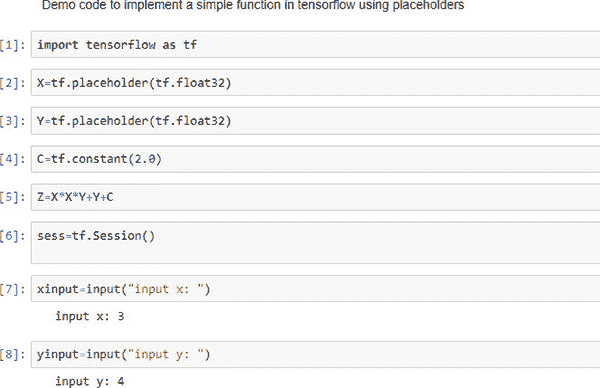 Demo code to implement a simple function in tensorflow using placeholders
[1]: import tensorflow as tf
[2]: X=tf.placeholder(tf.float32)
[3]: Y=tf.placeholder(tf.float32)
[4]: C=tf.constant(2.0)
[5]: Z=X*X*Y+Y+C
[6]: sess=tf.Session()
[7]: xinput=input("input x: ")
input x: 3
[8]: yinput=input("input y: ")
input y: 4